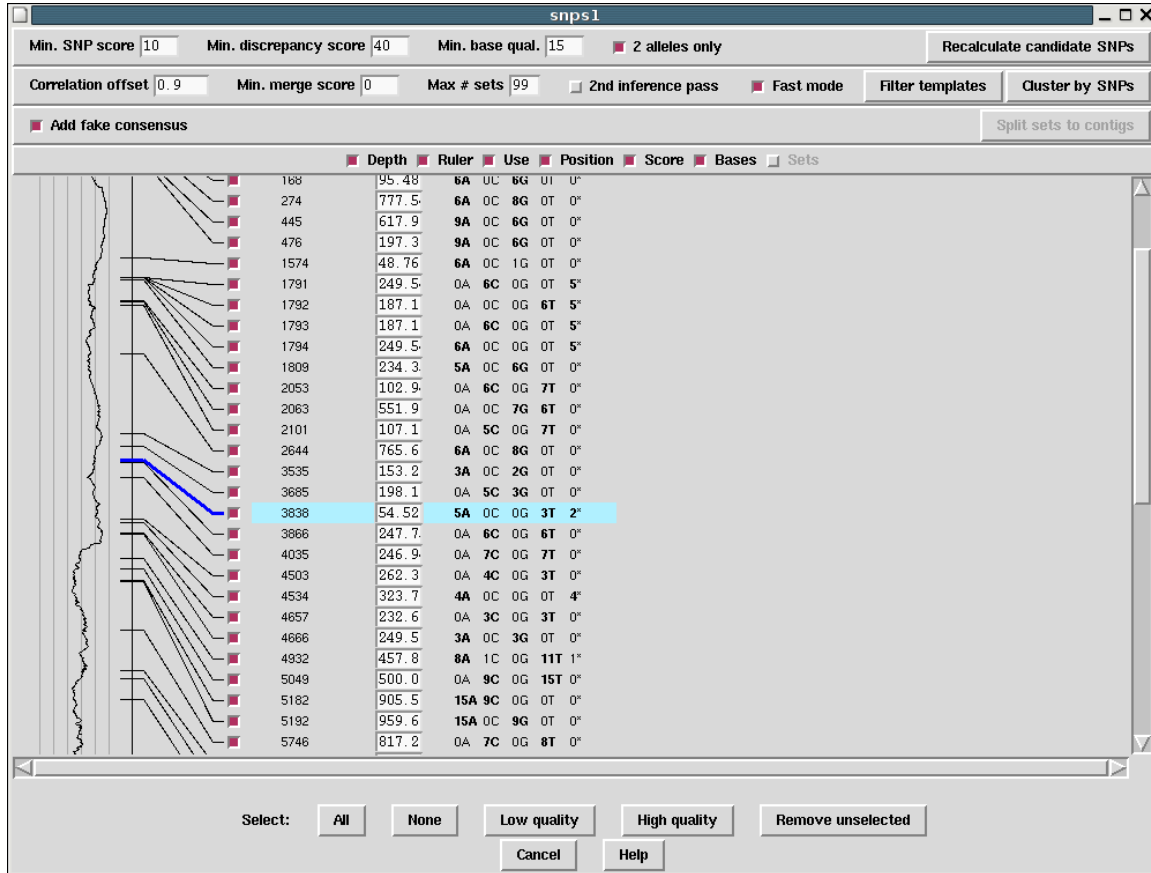 snps1
Min. SNP score 10 Min. discrepancy score 40 Min. base qual. 15 2 alleles only Recalculate candidate SNPs
Correlation offset 0.9 Min. merge score 0 Max # sets 99 2nd inference pass Fast mode Filter templates Cluster by SNPs
Add fake consensus Split sets to contigs
Depth Ruler Use Position Score Bases Sets
168 95.48 6A 0C 6G 0T 0*
274 777.5 6A 0C 8G 0T 0*
445 617.9 9A 0C 6G 0T 0*
476 197.3 9A 0C 6G 0T 0*
1574 48.76 6A 0C 1G 0T 0*
1791 249.5 0A 6C 0G 0T 5*
1792 187.1 0A 0C 0G 6T 5*
1793 187.1 0A 6C 0G 0T 5*
1794 249.5 6A 0C 0G 0T 5*
1809 234.3 5A 0C 6G 0T 0*
2053 102.9 0A 6C 0G 7T 0*
2063 551.9 0A 0C 7G 6T 0*
2101 107.1 0A 5C 0G 7T 0*
2644 765.6 6A 0C 8G 0T 0*
3535 153.2 3A 0C 2G 0T 0*
3685 198.1 0A 5C 3G 0T 0*
3838 54.52 5A 0C 0G 3T 2*
3866 247.7 0A 6C 0G 6T 0*
4035 246.9 0A 7C 0G 7T 0*
4503 262.3 0A 4C 0G 3T 0*
4534 323.7 4A 0C 0G 0T 4*
4657 232.6 0A 3C 0G 3T 0*
4666 249.5 3A 0C 3G 0T 0*
4932 457.8 8A 1C 0G 11T 1*
5049 500.0 0A 9C 0G 15T 0*
5182 905.5 15A 9C 0G 0T 0*
5192 959.6 15A 0C 9G 0T 0*
5746 817.2 0A 7C 0G 8T 0*
Select: All None Low quality High quality Remove unselected
Cancel Help